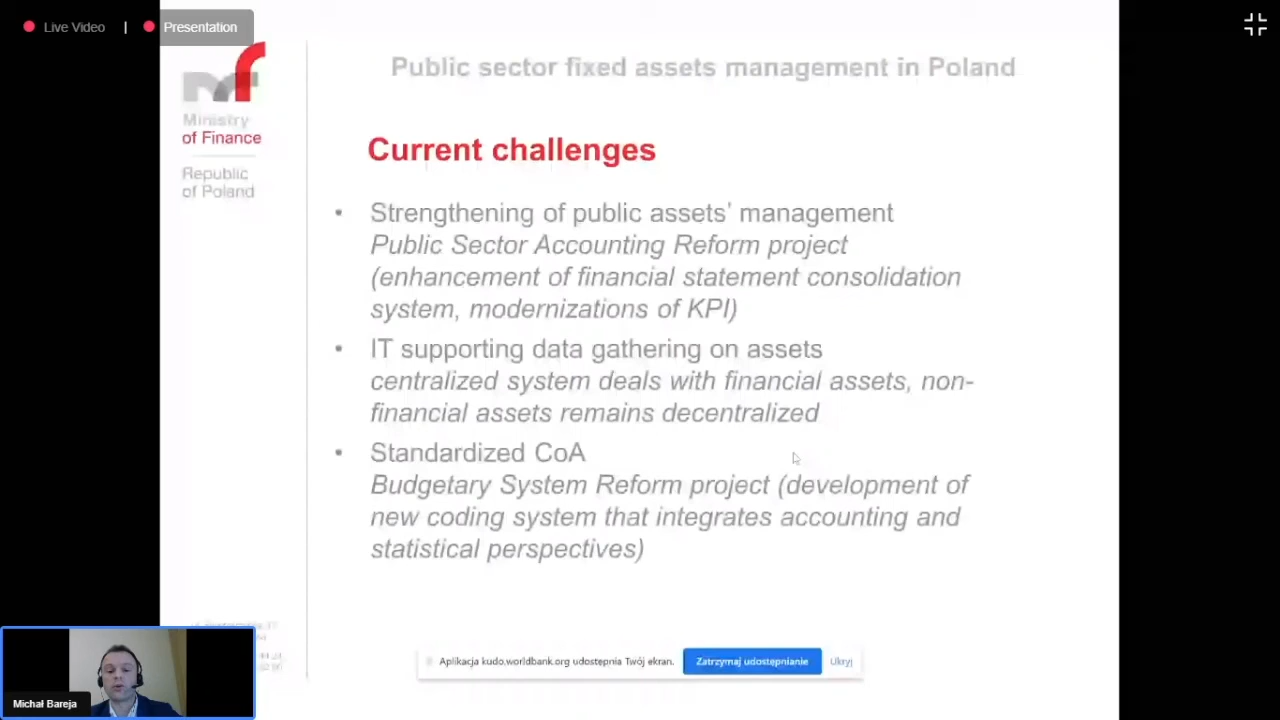 Live Video | Presentation
Public sector fixed assets management in Poland
Ministry
of Finance
Republic
of Poland
Current challenges
• Strengthening of public assets’ management
Public Sector Accounting Reform project
(enhancement of financial statement consolidation
system, modernizations of KPI)
• IT supporting data gathering on assets
centralized system deals with financial assets, non-
financial assets remains decentralized
• Standardized CoA
Budgetary System Reform project (development of
new coding system that integrates accounting and
statistical perspectives)
Aplikacja kudo.worldbank.org udostępnia Twój ekran. Zatrzymaj udostępnianie Ukryj
Michał Bareja